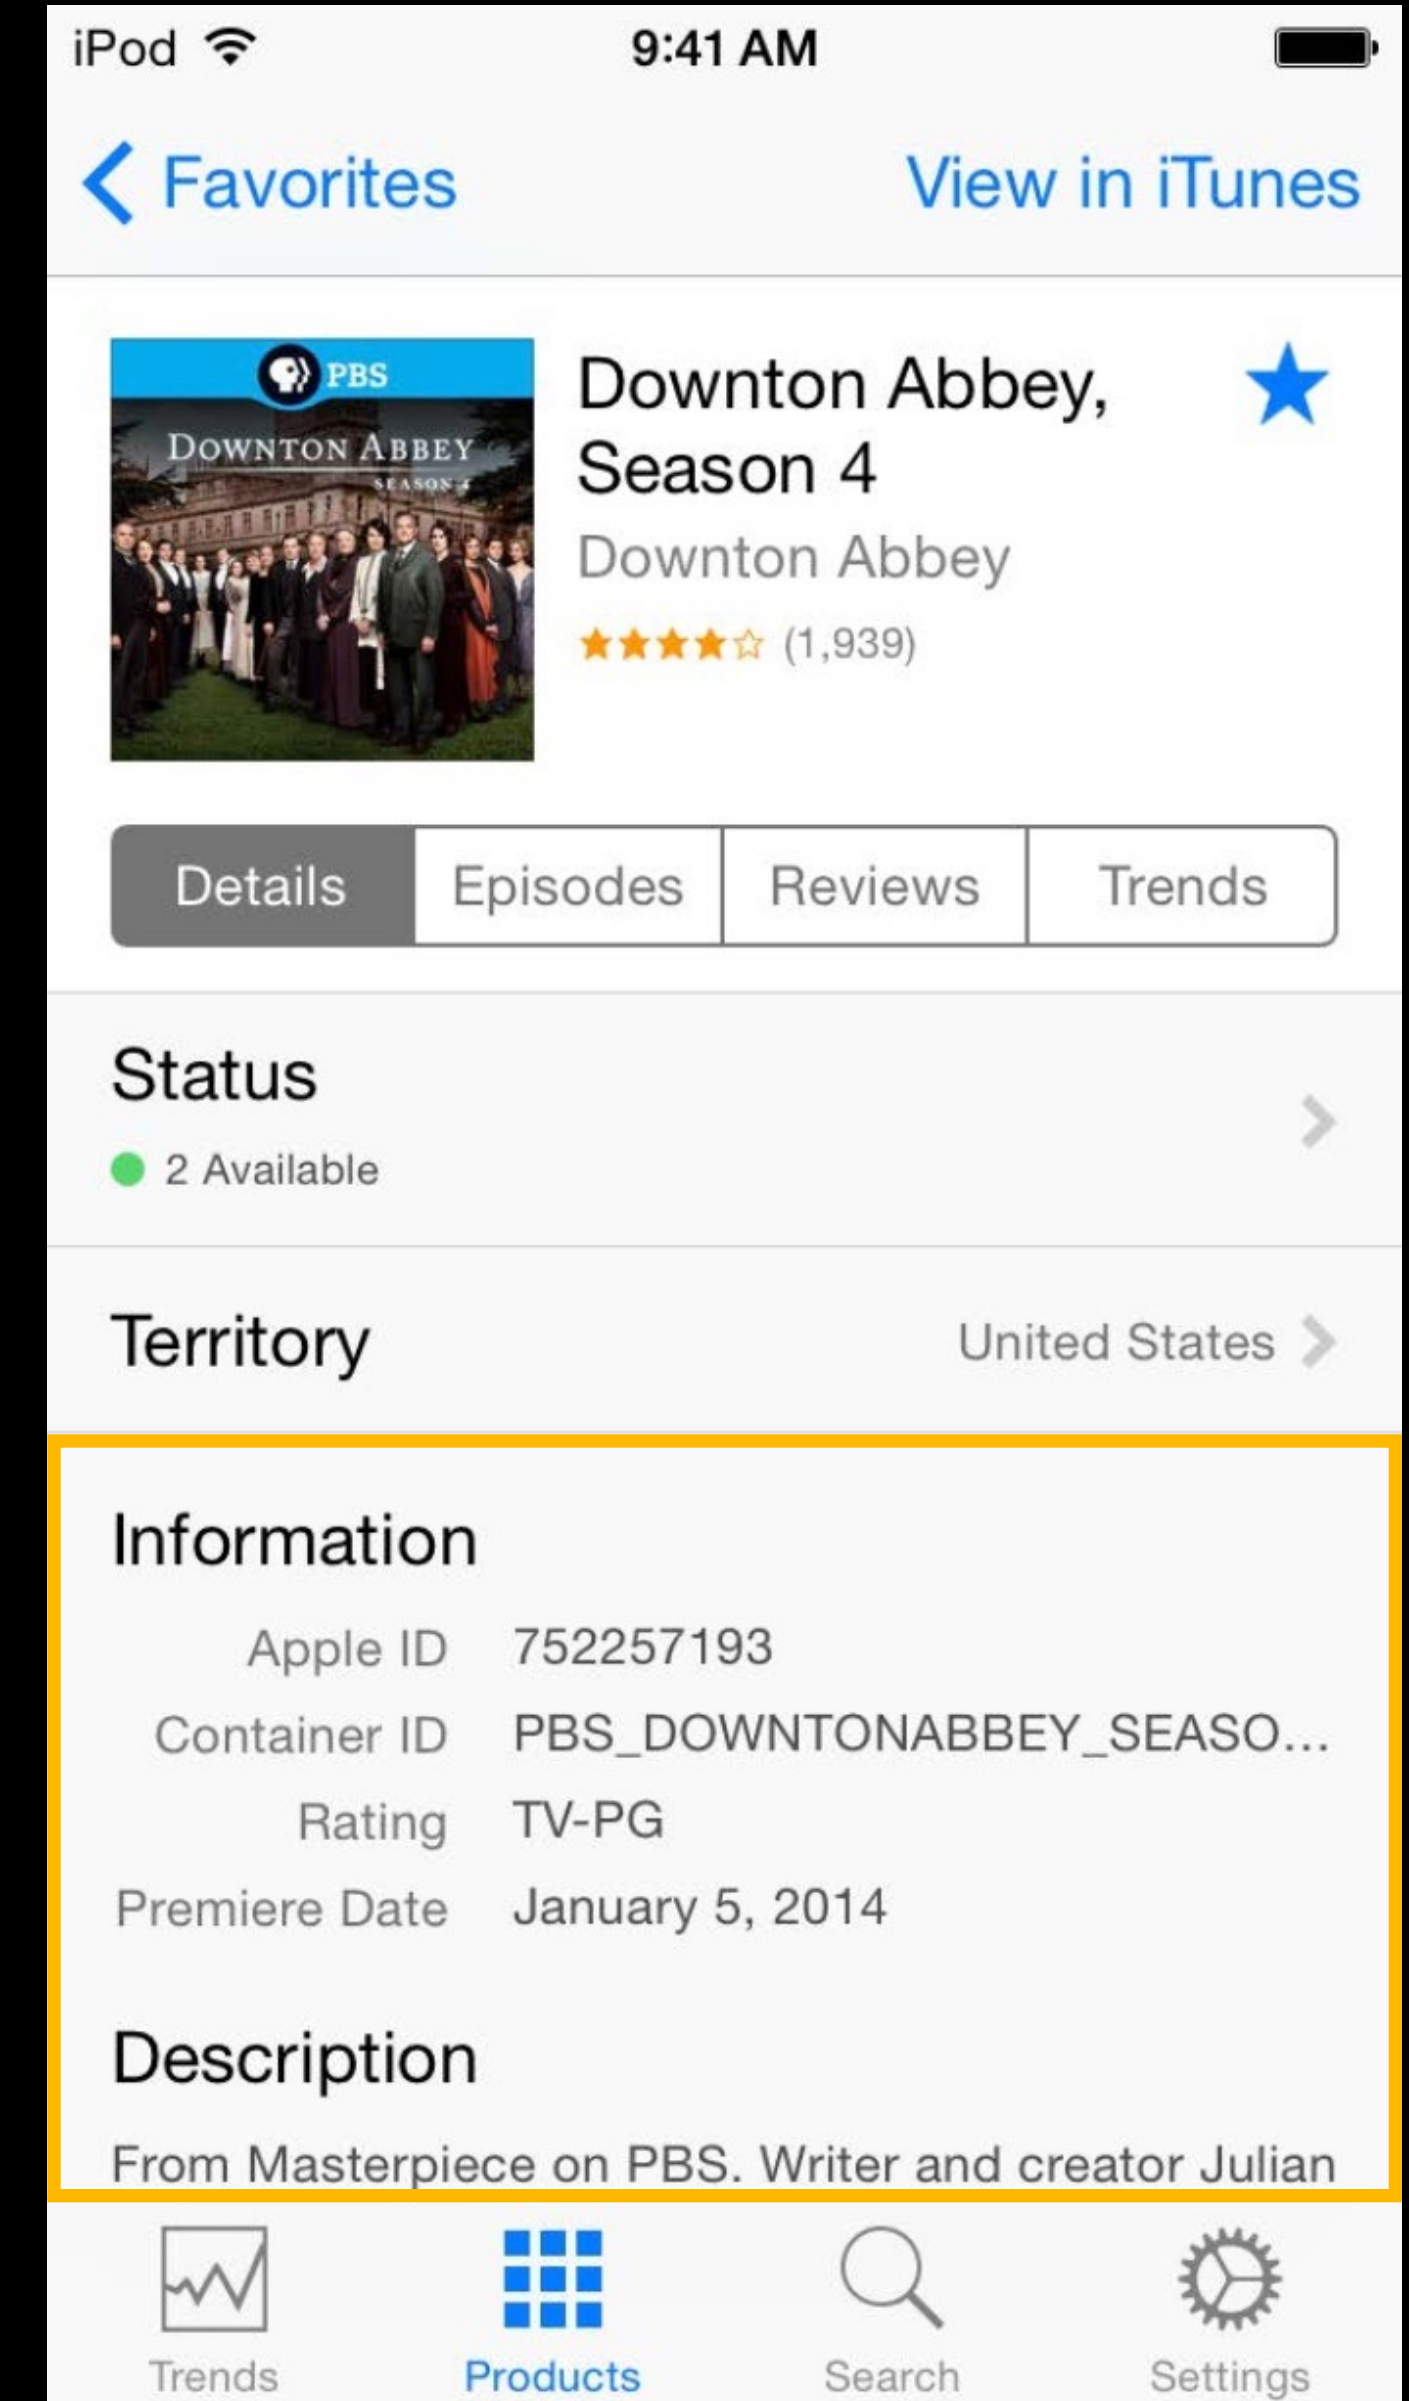 iPod 9:41 AM
Favorites View in iTunes
PBS
DOWNTON ABBEY
SEASON 4
Downton Abbey,
Season 4
Downton Abbey
(1,939)
Details Episodes Reviews Trends
Status
2 Available
Territory United States
Information
Apple ID 752257193
Container ID PBS_DOWNTONABBEY_SEASO...
Rating TV-PG
Premiere Date January 5, 2014
Description
From Masterpiece on PBS. Writer and creator Julian
Trends Products Search Settings